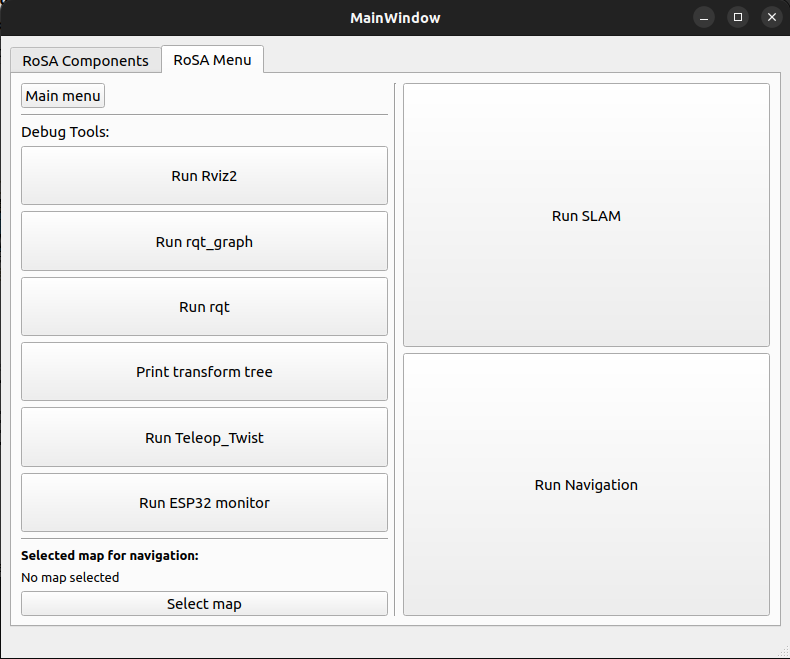 MainWindow
RoSA Components
RoSA Menu
Main menu
Debug Tools:
Run Rviz2
Run rqt_graph
Run rqt
Print transform tree
Run Teleop_Twist
Run ESP32 monitor
Selected map for navigation:
No map selected
Select map
Run SLAM
Run Navigation